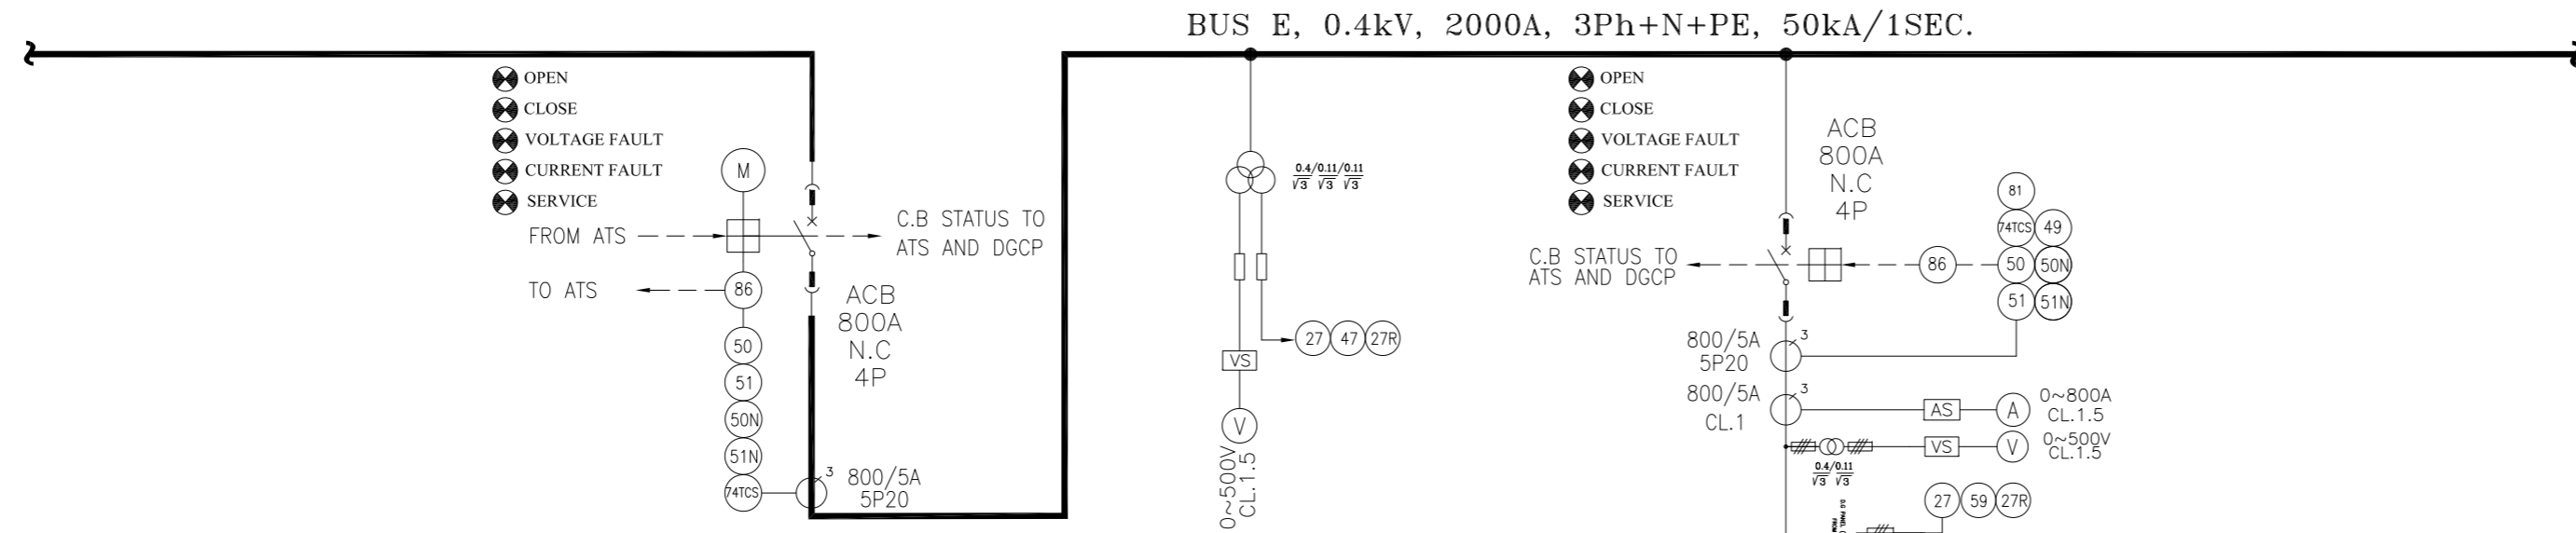 BUS E, 0.4kV, 2000A, 3Ph+N+PE, 50kA/1SEC.
OPEN
CLOSE
VOLTAGE FAULT
CURRENT FAULT
SERVICE
M
FROM ATS
C.B STATUS TO
ATS AND DGCP
TO ATS
86
ACB
800A
N.C
4P
50
51
50N
51N
74TCS
3
800/5A
5P20
0.4/0.11/0.11
√3 √3 √3
27 47 27R
VS
V
0~500V
CL.1.5
OPEN
CLOSE
VOLTAGE FAULT
CURRENT FAULT
SERVICE
ACB
800A
N.C
4P
C.B STATUS TO
ATS AND DGCP
86
81
74TCS 49
50 50N
51 51N
800/5A
5P20
3
800/5A
CL.1
3
AS
A
0~800A
CL.1.5
VS
V
0~500V
CL.1.5
0.4/0.11
√3 √3
27 59 27R